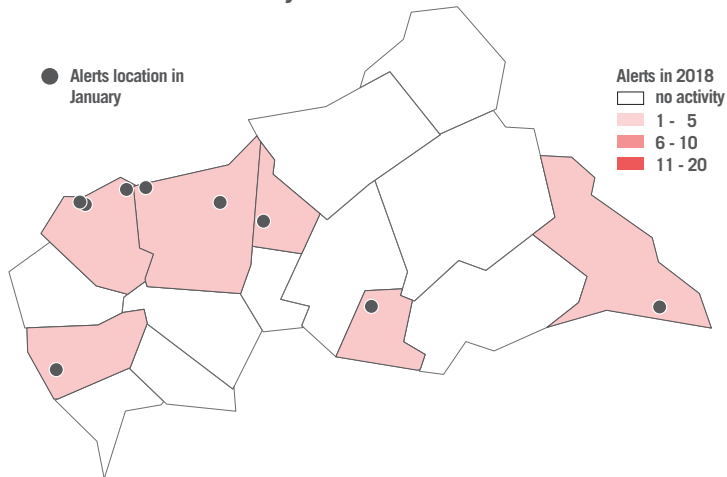 Alerts location in
January
Alerts in 2018
no activity
1 - 5
6 - 10
11 - 20